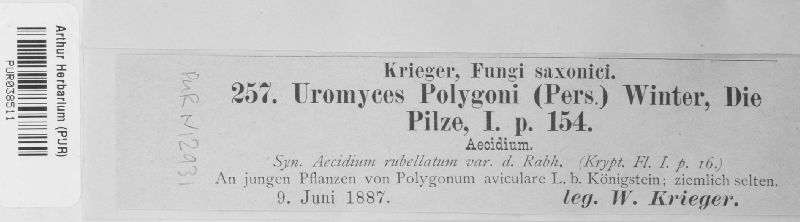 Arthur Herbarium (PUR)
PUR038511
PUR N12931
Krieger, Fungi saxonici.
257. Uromyces Polygoni (Pers.) Winter, Die
Pilze, I. p. 154.
Aecidium.
Syn. Aecidium rubellatum var. d. Rabh. (Krypt. Fl. I. p. 16.)
An jungen Pflanzen von Polygonum aviculare L. b. Königstein; ziemlich selten.
9. Juni 1887. leg. W. Krieger.